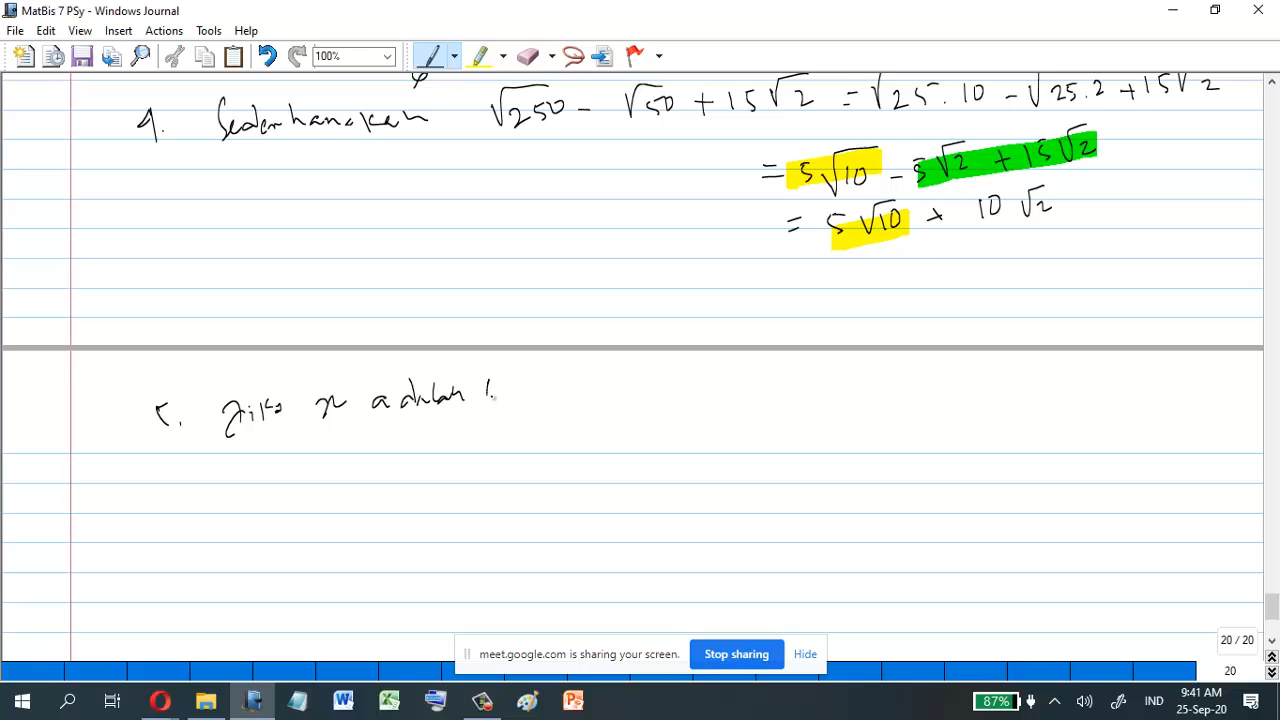 MatBis 7 PSy - Windows Journal
File Edit View Insert Actions Tools Help
100%
4. Sederhanakan √250 - √50 + 15√2 = √25.10 - √25.2 + 15√2
= 5√10 - 5√2 + 15√2
= 5√10 + 10√2
5. Jika x adalah
20 / 20
meet.google.com is sharing your screen. Stop sharing Hide
20
87% IND 9:41 AM
25-Sep-20